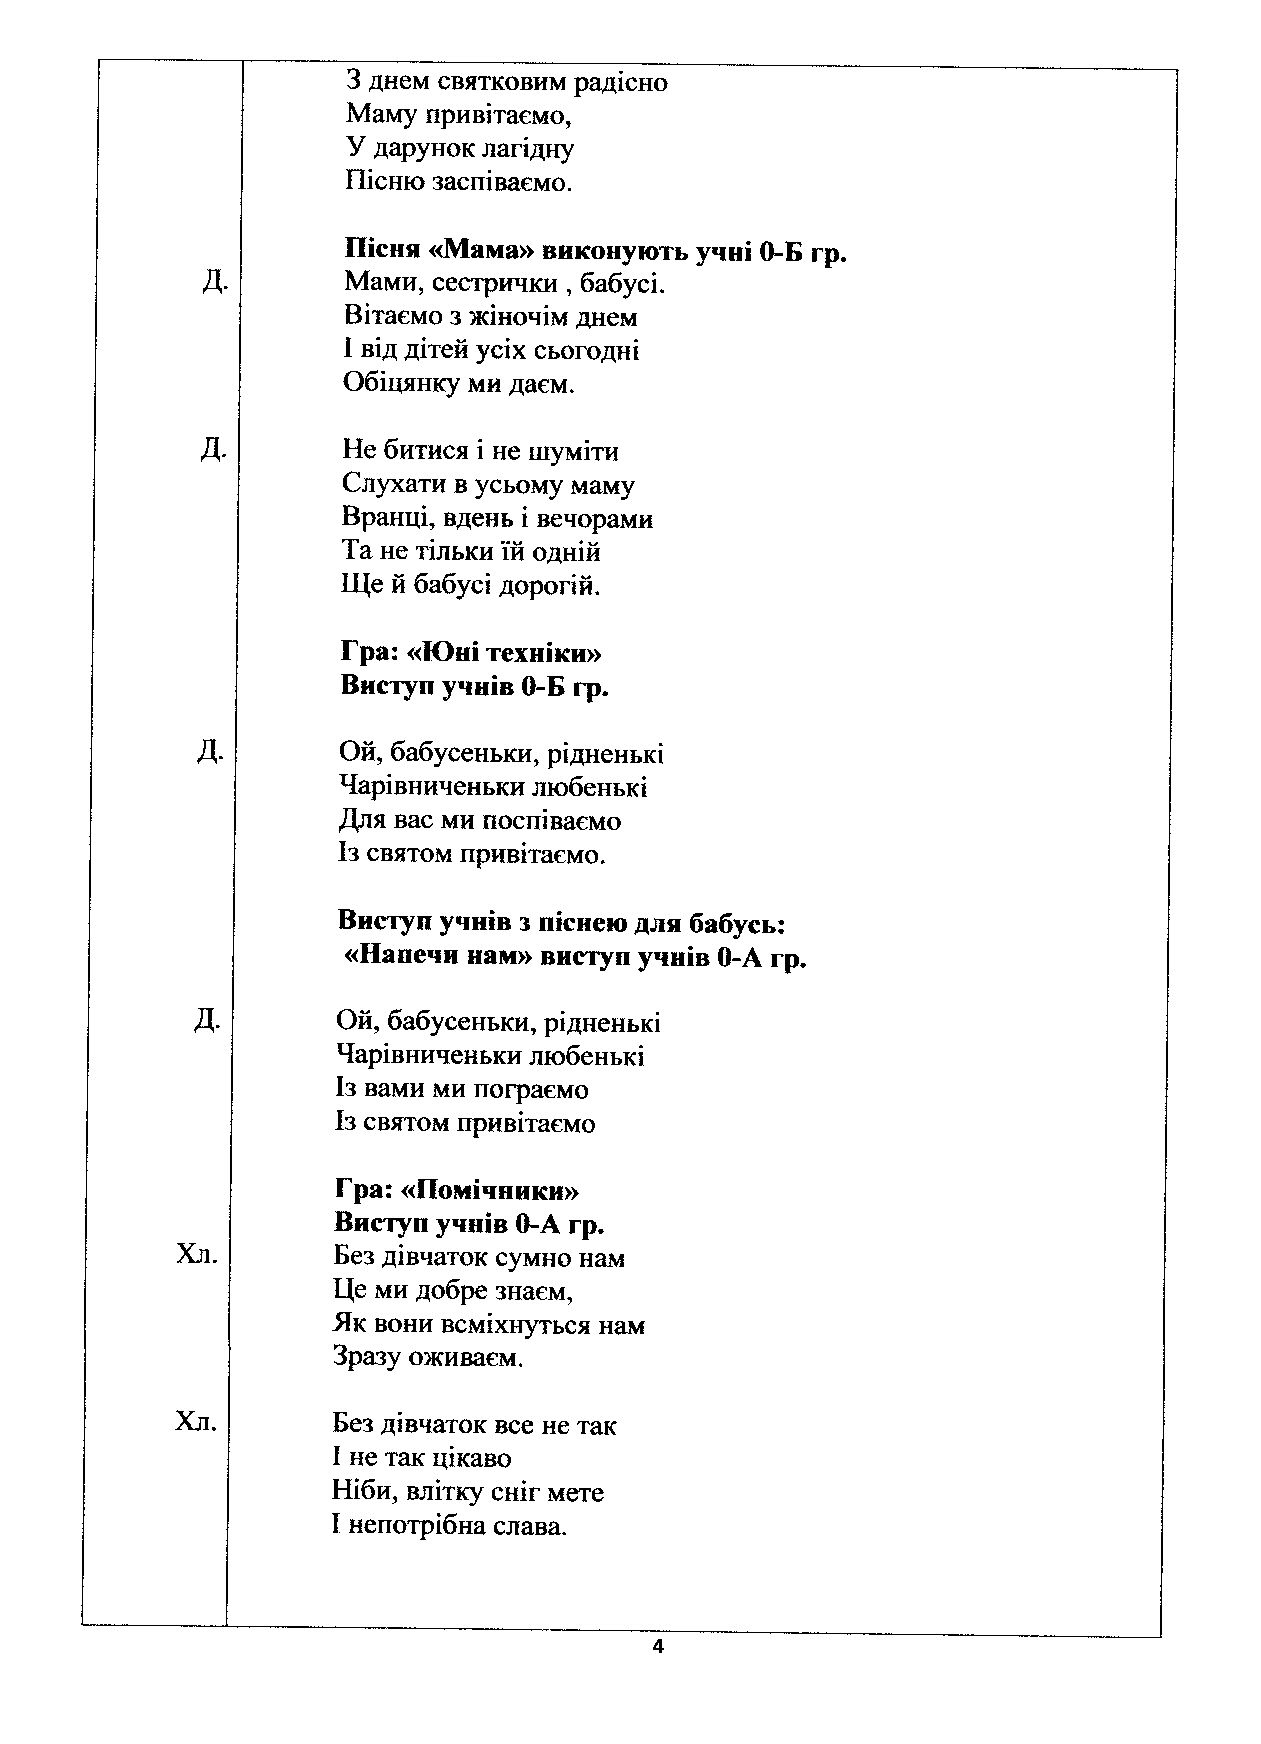 З днем святковим радісно
Маму привітаємо,
У дарунок лагідну
Пісню заспіваємо.
Пісня «Мама» виконують учні 0-Б гр.
Д. Мами, сестрички , бабусі.
Вітаємо з жіночім днем
І від дітей усіх сьогодні
Обіцянку ми даєм.
Д. Не битися і не шуміти
Слухати в усьому маму
Вранці, вдень і вечорами
Та не тільки їй одній
Ще й бабусі дорогій.
Гра: «Юні техніки»
Виступ учнів 0-Б гр.
Д. Ой, бабусеньки, рідненькі
Чарівниченьки любенькі
Для вас ми поспіваємо
Із святом привітаємо.
Виступ учнів з піснею для бабусь:
«Напечи нам» виступ учнів 0-А гр.
Д. Ой, бабусеньки, рідненькі
Чарівниченьки любенькі
Із вами ми пограємо
Із святом привітаємо
Гра: «Помічники»
Виступ учнів 0-А гр.
Хл. Без дівчаток сумно нам
Це ми добре знаєм,
Як вони всміхнуться нам
Зразу оживаєм.
Хл. Без дівчаток все не так
І не так цікаво
Ніби, влітку сніг мете
І непотрібна слава.
4